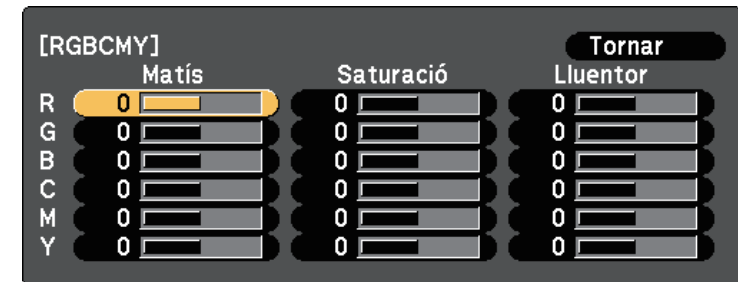 [RGBCMY] Tornar
Matís Saturació Lluentor
R 0 0 0
G 0 0 0
B 0 0 0
C 0 0 0
M 0 0 0
Y 0 0 0